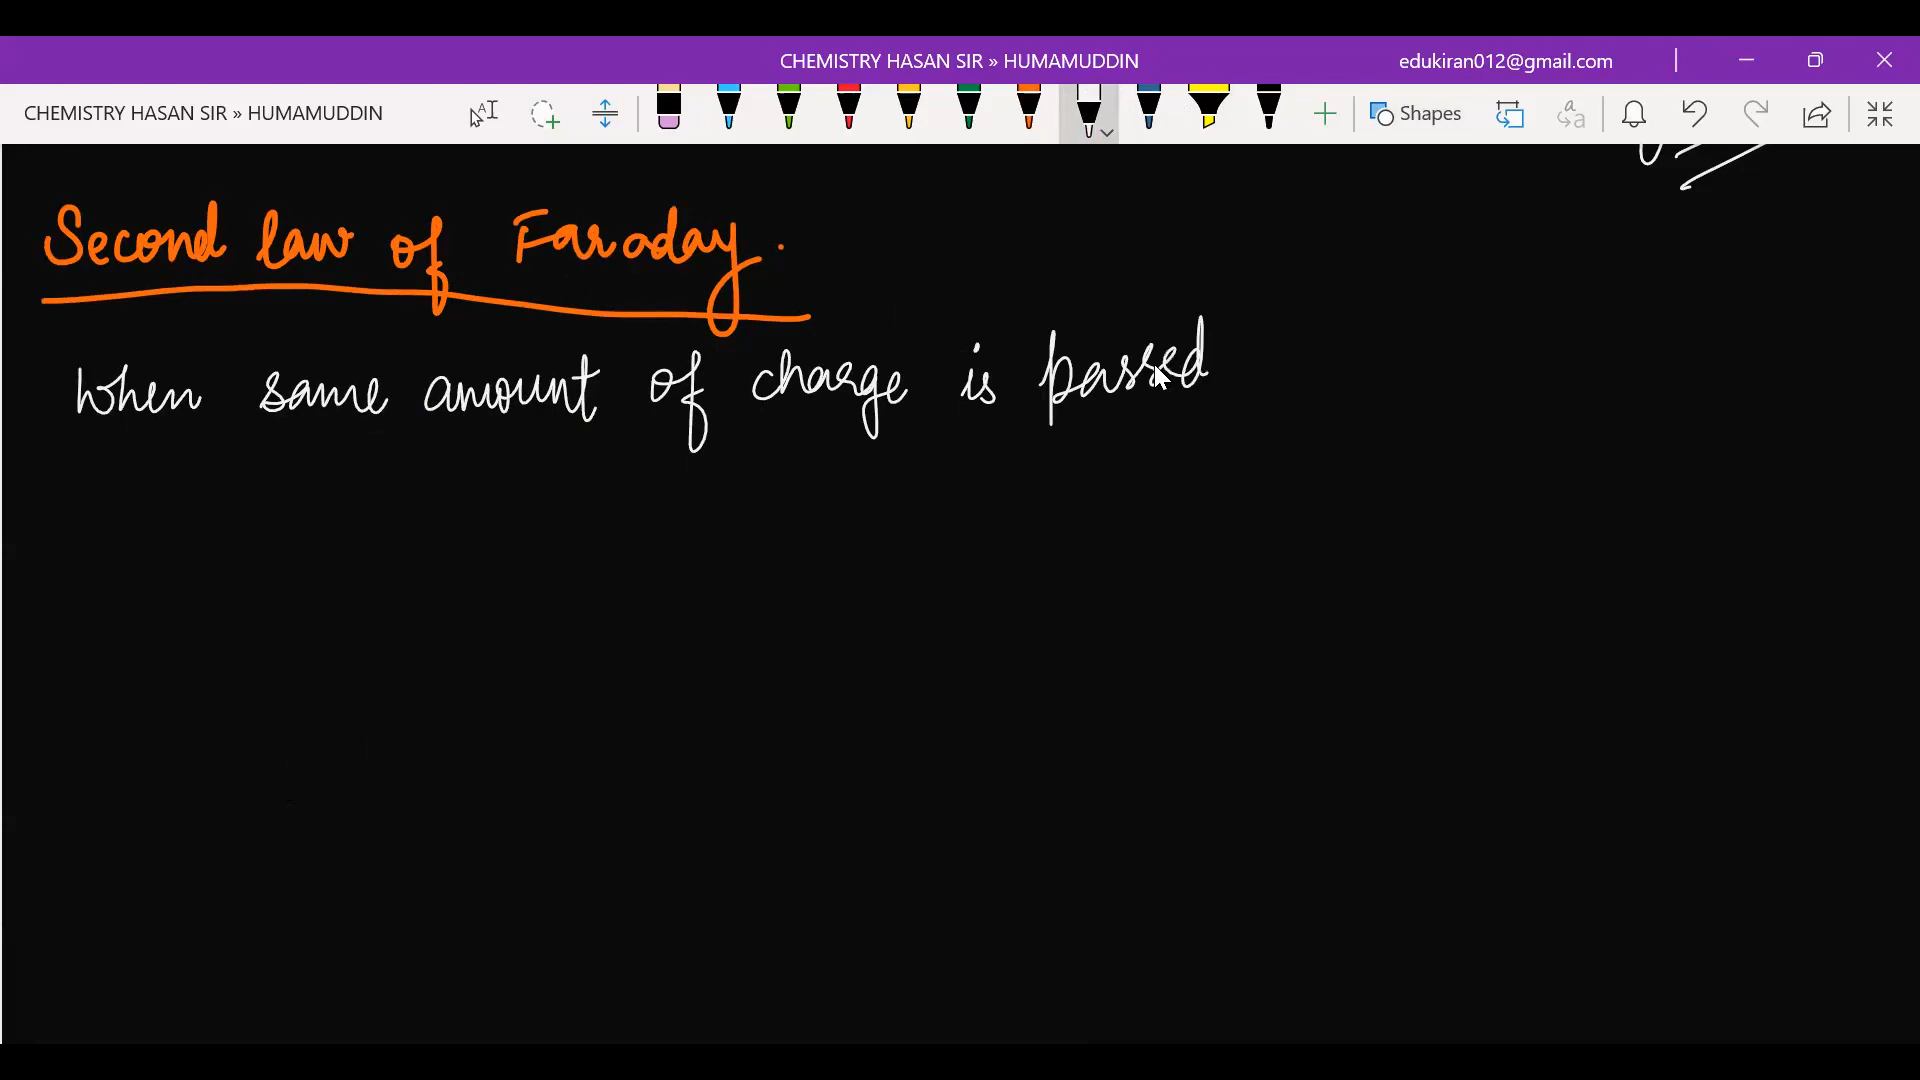 CHEMISTRY HASAN SIR » HUMAMUDDIN
edukiran012@gmail.com
CHEMISTRY HASAN SIR » HUMAMUDDIN
Shapes
Second law of Faraday.
When same amount of charge is passed